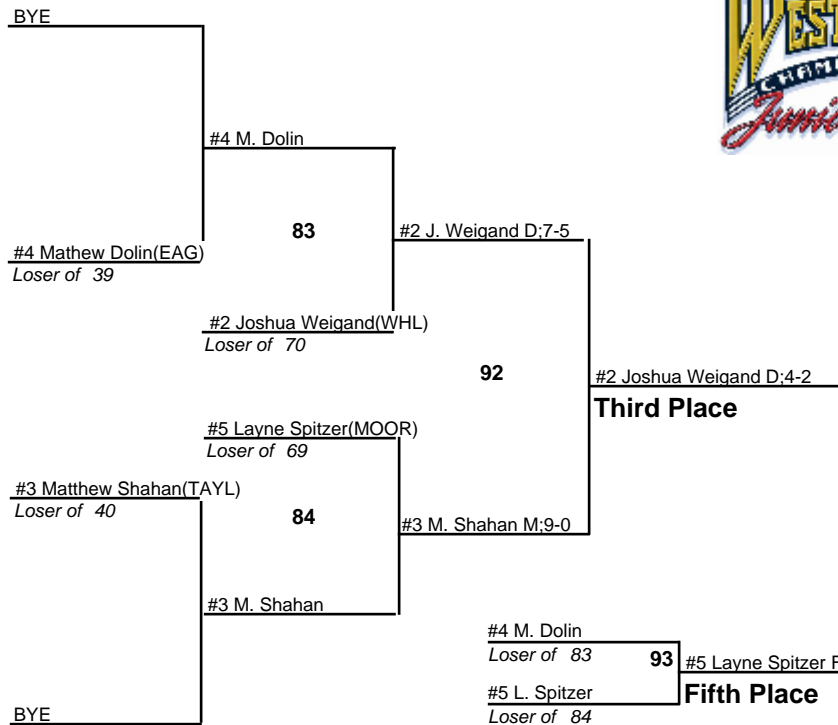 BYE
#4 M. Dolin
#4 Mathew Dolin(EAG)
Loser of 39
83
#2 J. Weigand D;7-5
#2 Joshua Weigand(WHL)
Loser of 70
92
#2 Joshua Weigand D;4-2
Third Place
#5 Layne Spitzer(MOOR)
Loser of 69
#3 Matthew Shahan(TAYL)
Loser of 40
84
#3 M. Shahan M;9-0
#3 M. Shahan
#4 M. Dolin
Loser of 83
93
#5 Layne Spitzer F
Fifth Place
#5 L. Spitzer
Loser of 84
BYE